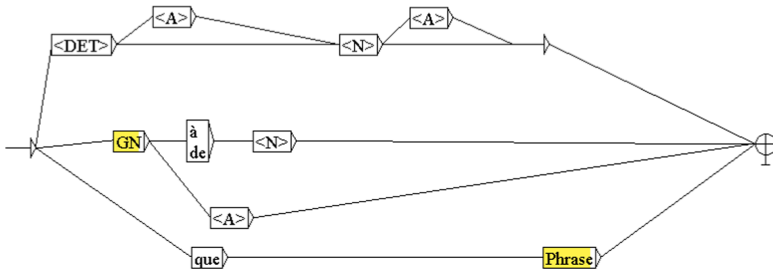 <A> <A>
<DET> <N>
GN à <N>
de
<A>
que Phrase